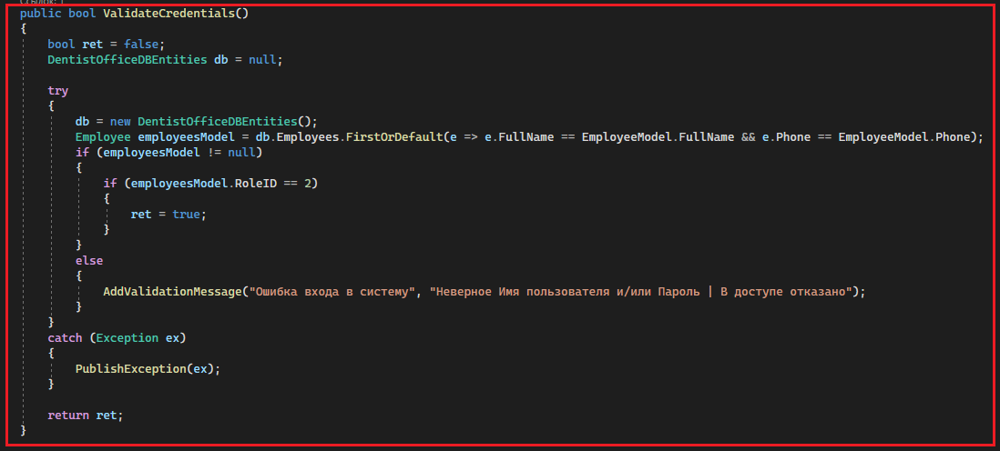 public bool ValidateCredentials()
{
    bool ret = false;
    DentistOfficeDBEntities db = null;

    try
    {
        db = new DentistOfficeDBEntities();
        Employee employeesModel = db.Employees.FirstOrDefault(e => e.FullName == EmployeeModel.FullName && e.Phone == EmployeeModel.Phone);
        if (employeesModel != null)
        {
            if (employeesModel.RoleID == 2)
            {
                ret = true;
            }
        }
        else
        {
            AddValidationMessage("Ошибка входа в систему", "Неверное Имя пользователя и/или Пароль | В доступе отказано");
        }
    }
    catch (Exception ex)
    {
        PublishException(ex);
    }

    return ret;
}